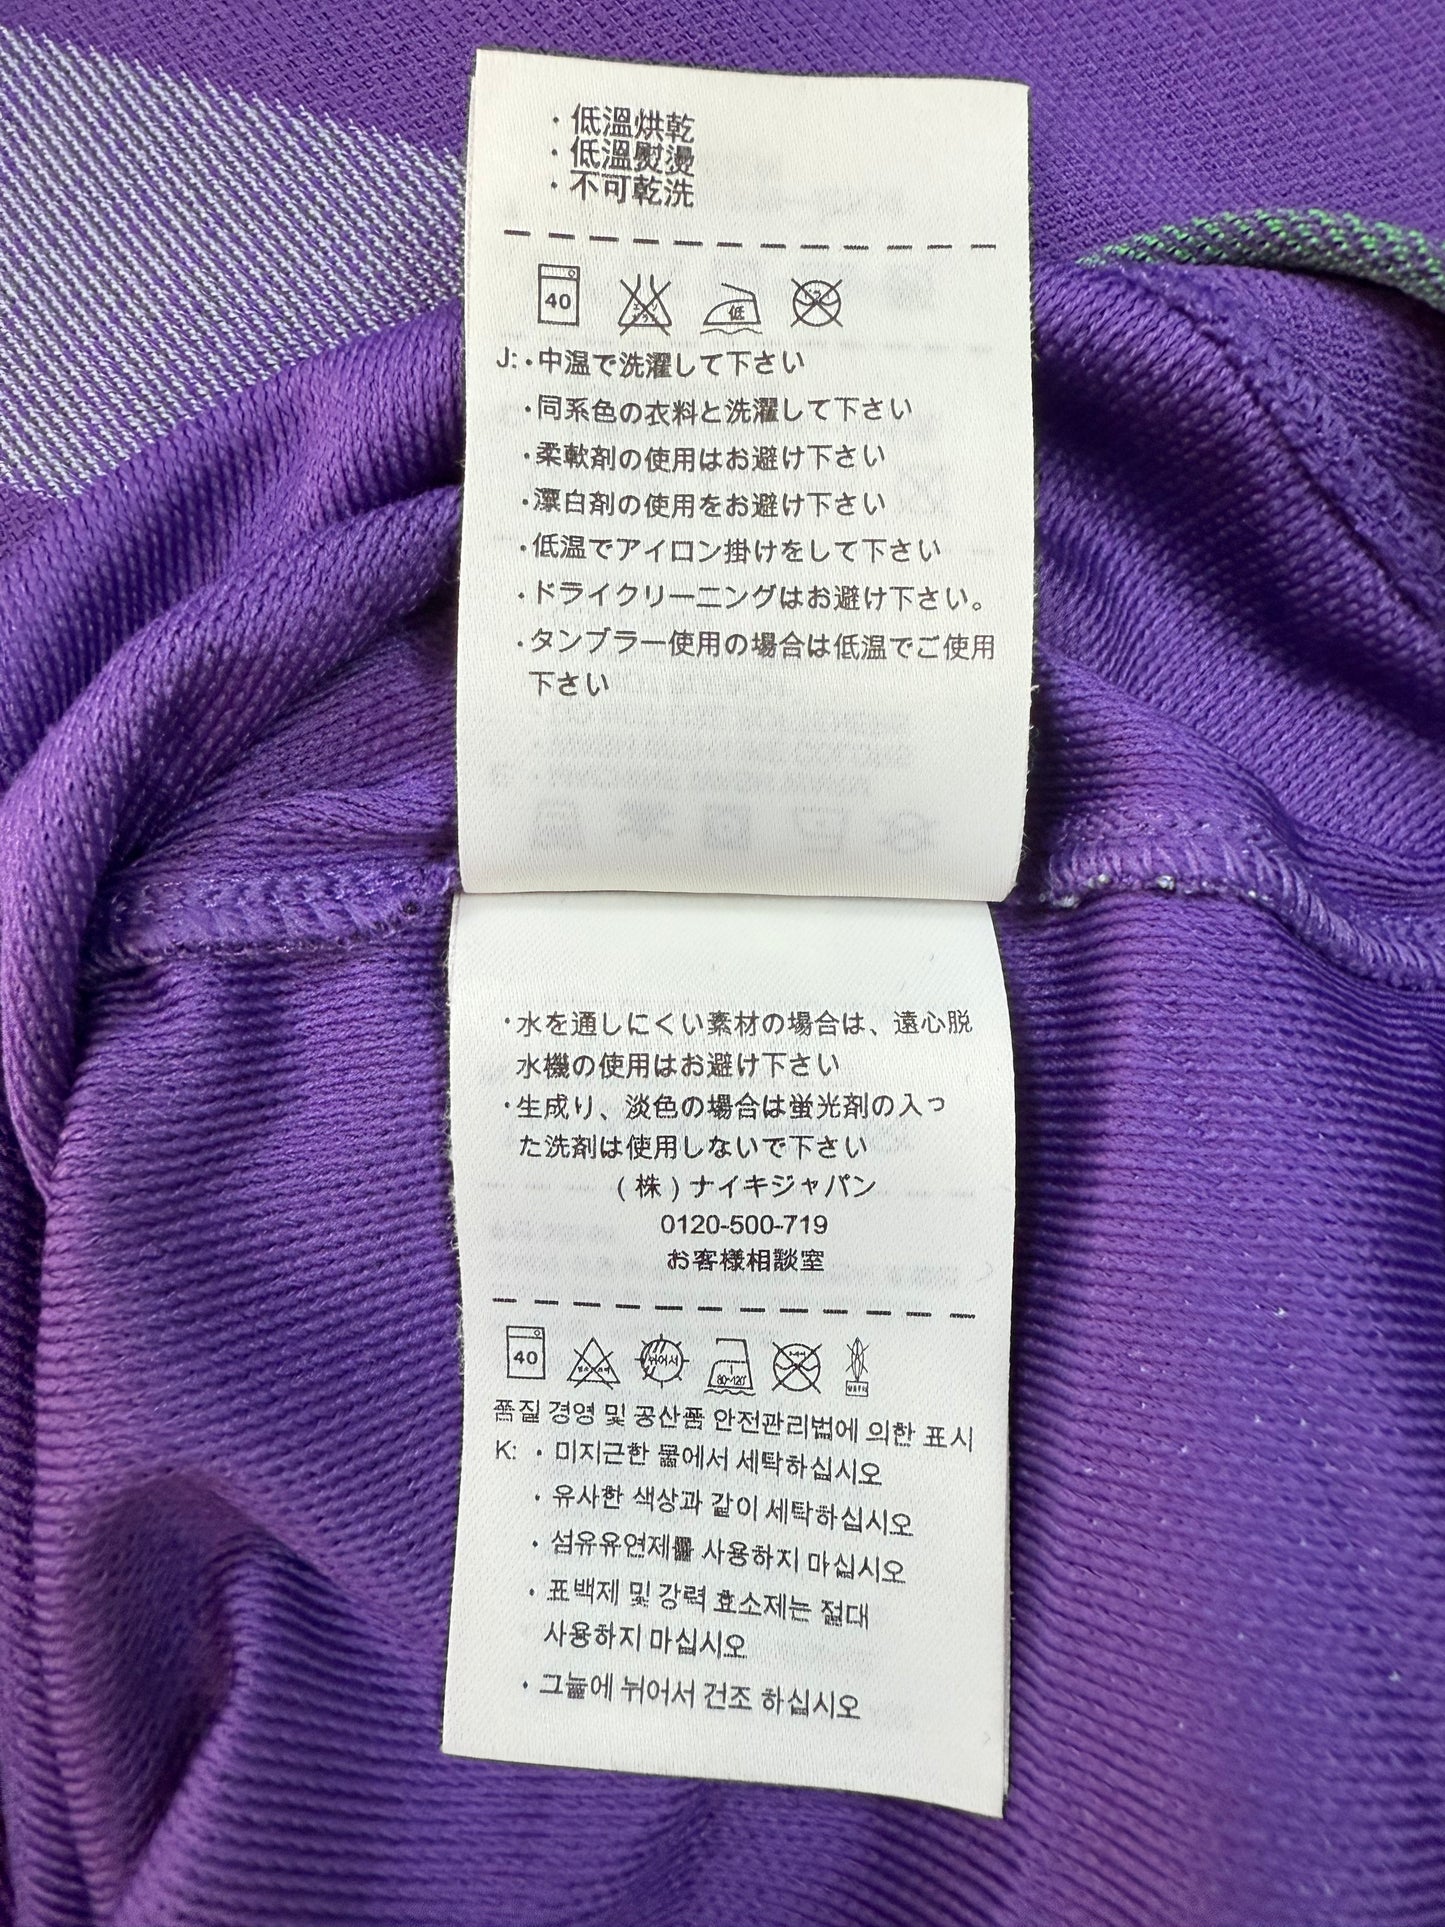 ・低溫烘乾
・低溫熨燙
・不可乾洗
40
低
J:・中温で洗濯して下さい
・同系色の衣料と洗濯して下さい
・柔軟剤の使用はお避け下さい
・漂白剤の使用をお避け下さい
・低温でアイロン掛けをして下さい
・ドライクリーニングはお避け下さい。
・タンブラー使用の場合は低温でご使用
下さい
・水を通しにくい素材の場合は、遠心脱
水機の使用はお避け下さい
・生成り、淡色の場合は蛍光剤の入っ
た洗剤は使用しないで下さい
(株)ナイキジャパン
0120-500-719
お客様相談室
40 뉘어서 80~120
품질 경영 및 공산품 안전관리법에 의한 표시
K: ・미지근한 물에서 세탁하십시오
・유사한 색상과 같이 세탁하십시오
・섬유유연제를 사용하지 마십시오
・표백제 및 강력 효소제는 절대
사용하지 마십시오
・그늘에 뉘어서 건조 하십시오